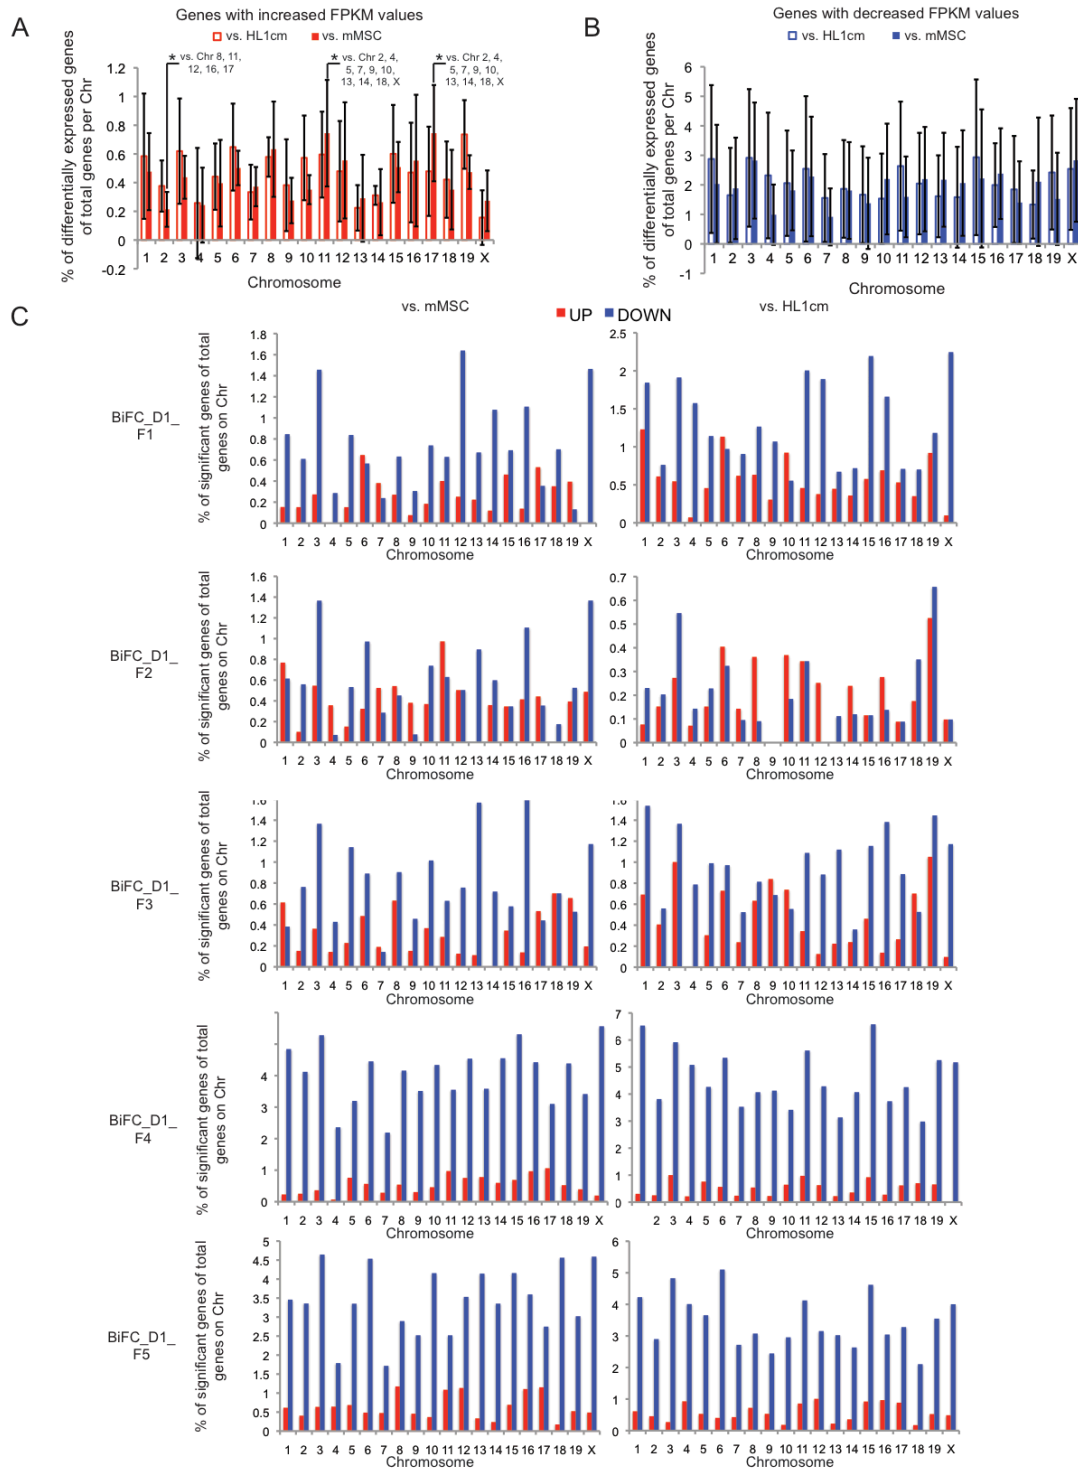 A
Genes with increased FPKM values
vs. HL1cm vs. mMSC
* vs. Chr 8, 11,
12, 16, 17
* vs. Chr 2, 4,
5, 7, 9, 10,
13, 14, 18, X
* vs. Chr 2, 4,
5, 7, 9, 10,
13, 14, 18, X
% of differentially expressed genes
of total genes per Chr
1.2
1
0.8
0.6
0.4
0.2
0
-0.2
1 2 3 4 5 6 7 8 9 10 11 12 13 14 15 16 17 18 19 X
Chromosome
B
Genes with decreased FPKM values
vs. HL1cm vs. mMSC
% of differentially expressed genes
of total genes per Chr
6
5
4
3
2
1
0
-1
1 2 3 4 5 6 7 8 9 10 11 12 13 14 15 16 17 18 19 X
Chromosome
C
vs. mMSC
UP DOWN
vs. HL1cm
BiFC_D1_
F1
% of significant genes of total
genes on Chr
1.8
1.6
1.4
1.2
1
0.8
0.6
0.4
0.2
0
1 2 3 4 5 6 7 8 9 10 11 12 13 14 15 16 17 18 19 X
Chromosome
2.5
2
1.5
1
0.5
0
1 2 3 4 5 6 7 8 9 10 11 12 13 14 15 16 17 18 19 X
Chromosome
BiFC_D1_
F2
% of significant genes of total
genes on Chr
1.6
1.4
1.2
1
0.8
0.6
0.4
0.2
0
1 2 3 4 5 6 7 8 9 10 11 12 13 14 15 16 17 18 19 X
Chromosome
0.7
0.6
0.5
0.4
0.3
0.2
0.1
0
1 2 3 4 5 6 7 8 9 10 11 12 13 14 15 16 17 18 19 X
Chromosome
BiFC_D1_
F3
% of significant genes of total
genes on Chr
1.6
1.4
1.2
1
0.8
0.6
0.4
0.2
0
1 2 3 4 5 6 7 8 9 10 11 12 13 14 15 16 17 18 19 X
Chromosome
1.6
1.4
1.2
1
0.8
0.6
0.4
0.2
0
1 2 3 4 5 6 7 8 9 10 11 12 13 14 15 16 17 18 19 X
Chromosome
BiFC_D1_
F4
% of significant genes of total
genes on Chr
4
3
2
1
0
1 2 3 4 5 6 7 8 9 10 11 12 13 14 15 16 17 18 19 X
Chromosome
7
6
5
4
3
2
1
0
2 3 4 5 6 7 8 9 10 11 12 13 14 15 16 17 18 19 X
Chromosome
BiFC_D1_
F5
% of significant genes of total
genes on Chr
5
4.5
4
3.5
3
2.5
2
1.5
1
0.5
0
1 2 3 4 5 6 7 8 9 10 11 12 13 14 15 16 17 18 19 X
Chromosome
6
5
4
3
2
1
0
1 2 3 4 5 6 7 8 9 10 11 12 13 14 15 16 17 18 19 X
Chromosome